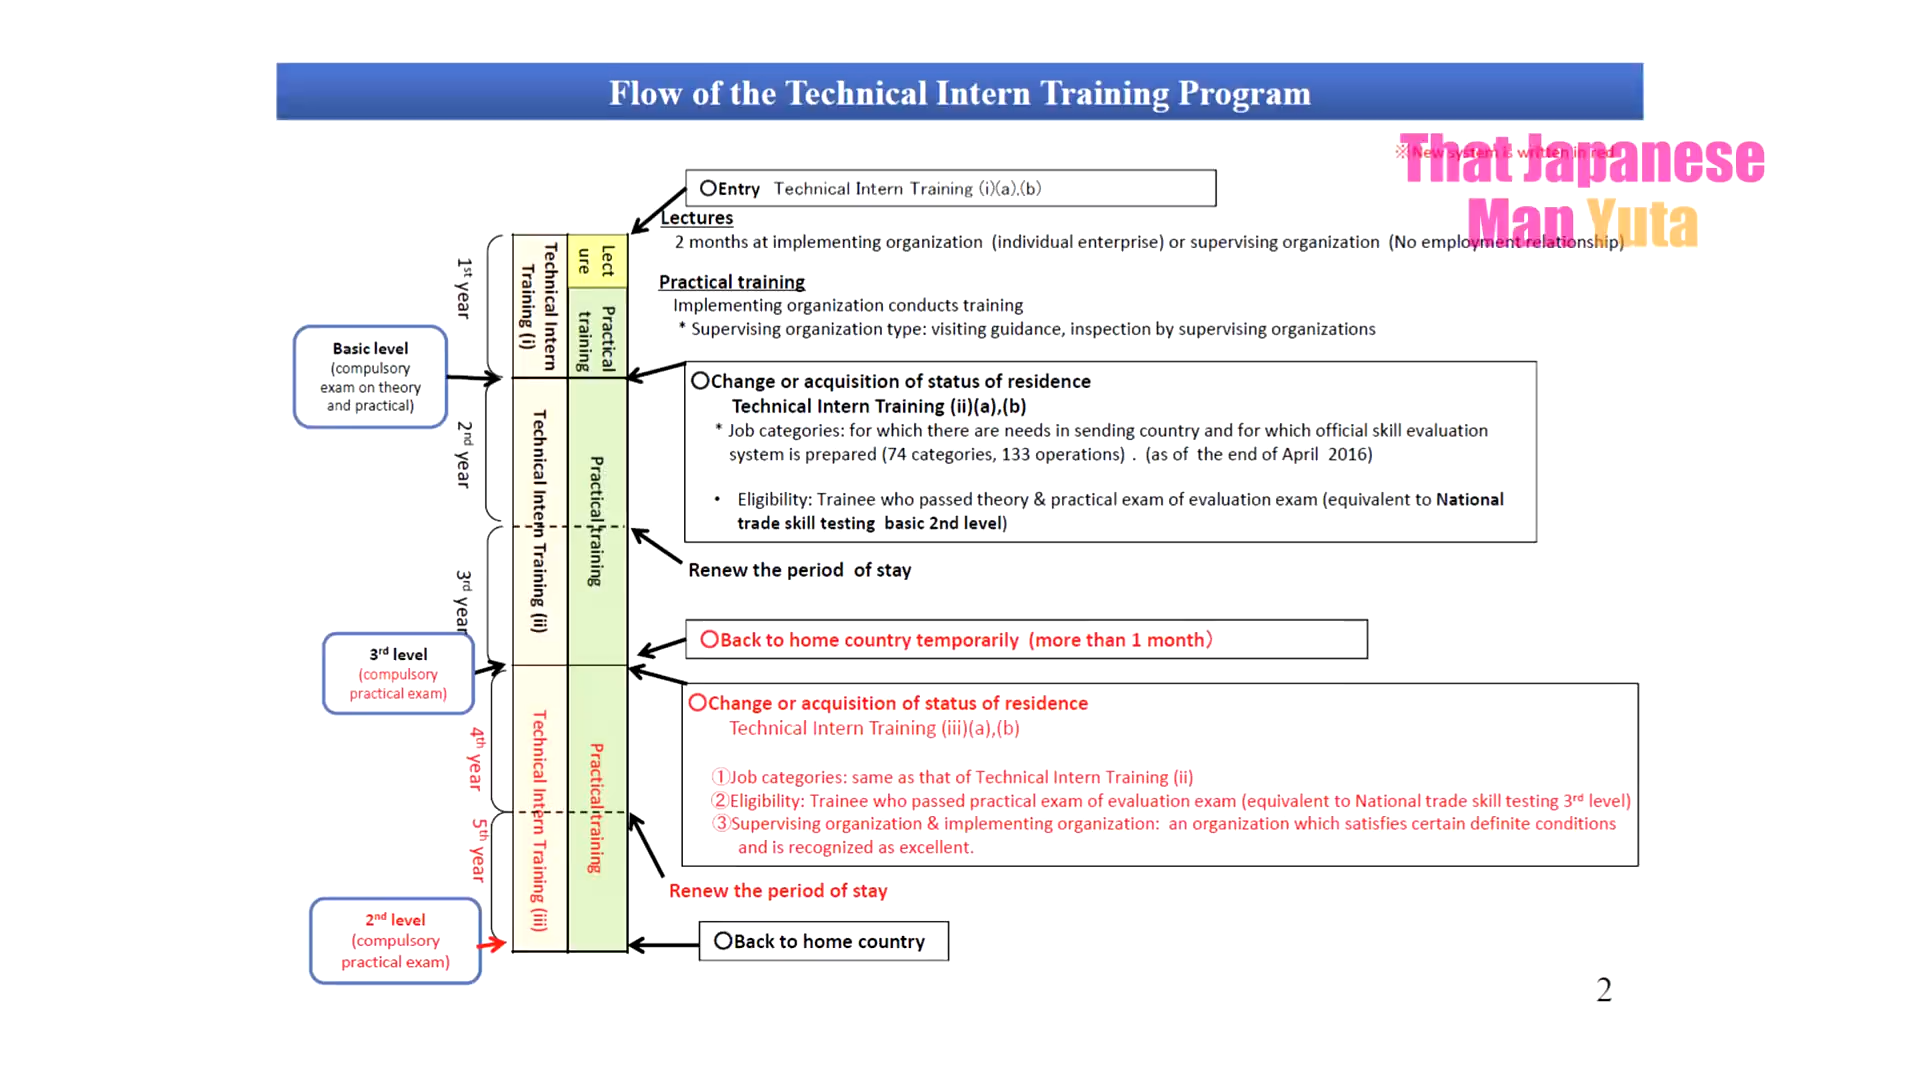 Flow of the Technical Intern Training Program
※New system is written in red
That Japanese
Man Yuta
○Entry Technical Intern Training (i)(a),(b)
Lectures
2 months at implementing organization (individual enterprise) or supervising organization (No employment relationship)
Practical training
Implementing organization conducts training
* Supervising organization type: visiting guidance, inspection by supervising organizations
1st year
Technical Intern
Training (i)
Lect
ure
Practical
training
Basic level
(compulsory
exam on theory
and practical)
○Change or acquisition of status of residence
Technical Intern Training (ii)(a),(b)
* Job categories: for which there are needs in sending country and for which official skill evaluation
system is prepared (74 categories, 133 operations) . (as of the end of April 2016)
• Eligibility: Trainee who passed theory & practical exam of evaluation exam (equivalent to National
trade skill testing basic 2nd level)
2nd year
Technical Intern Training (ii)
Practical training
Renew the period of stay
3rd year
○Back to home country temporarily (more than 1 month)
3rd level
(compulsory
practical exam)
○Change or acquisition of status of residence
Technical Intern Training (iii)(a),(b)
①Job categories: same as that of Technical Intern Training (ii)
②Eligibility: Trainee who passed practical exam of evaluation exam (equivalent to National trade skill testing 3rd level)
③Supervising organization & implementing organization: an organization which satisfies certain definite conditions
and is recognized as excellent.
4th year
Technical Intern Training (iii)
Practical training
5th year
Renew the period of stay
2nd level
(compulsory
practical exam)
○Back to home country
2